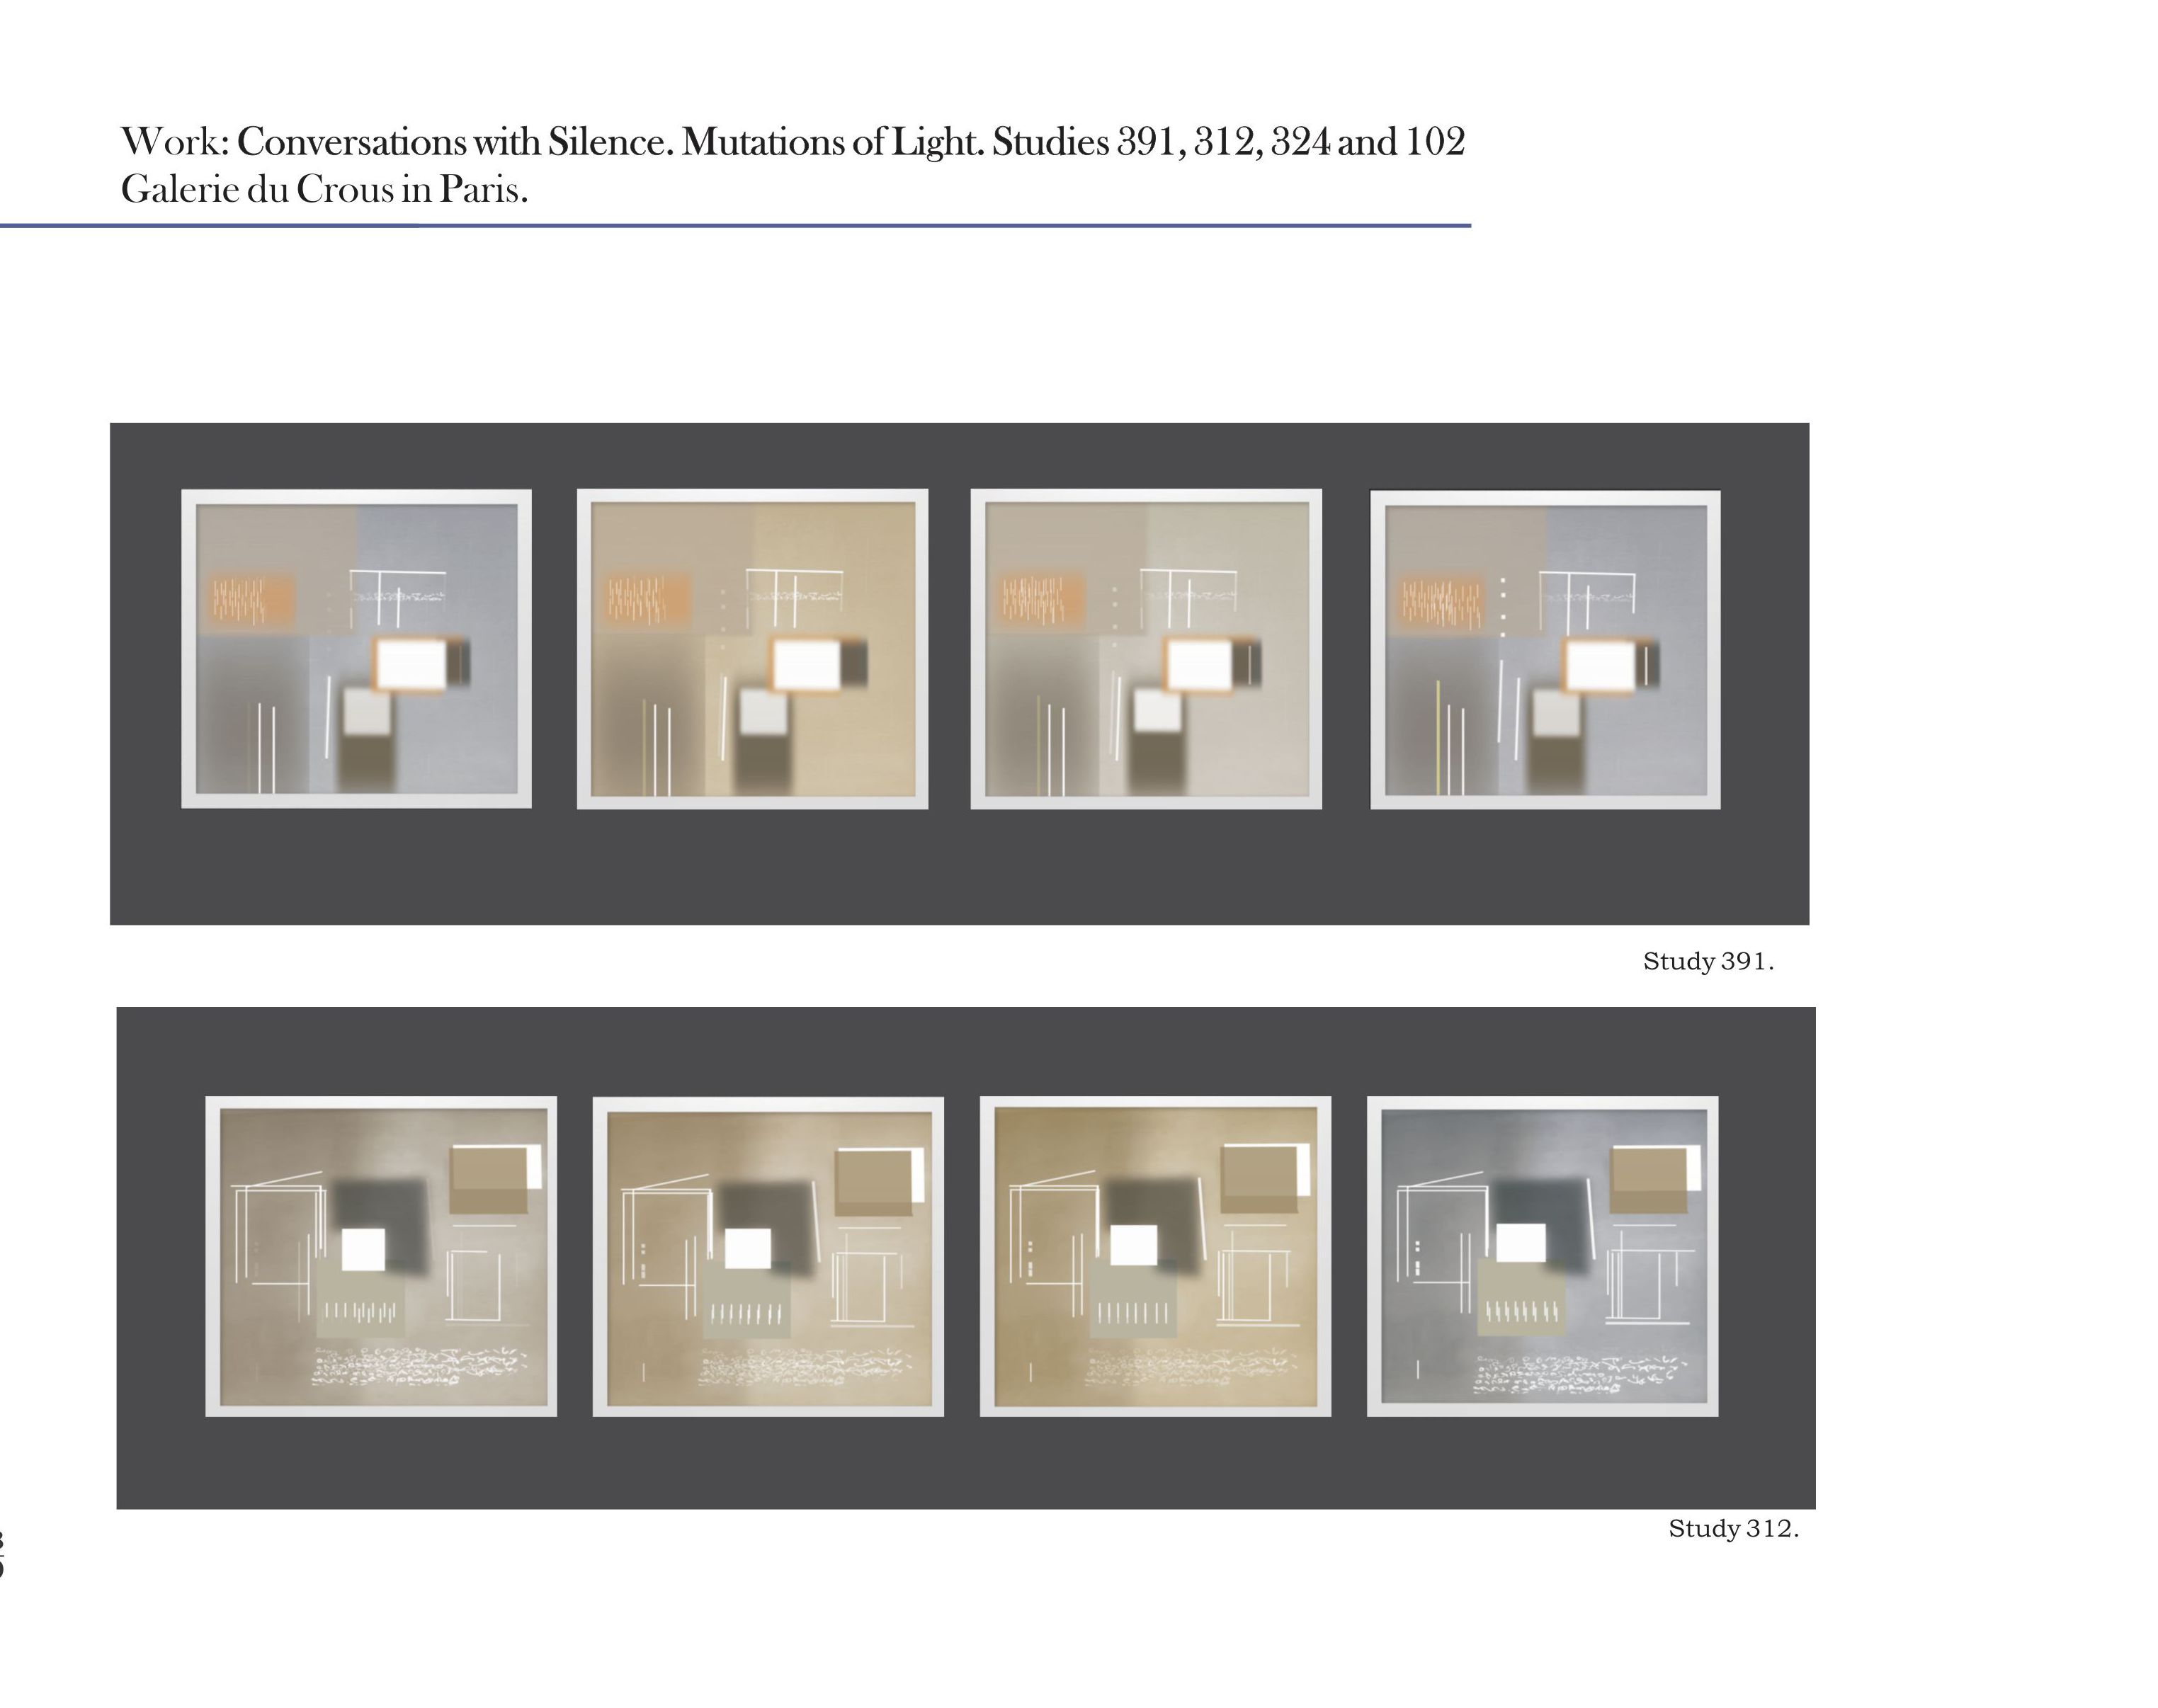 Work: Conversations with Silence. Mutations of Light. Studies 391, 312, 324 and 102
Galerie du Crous in Paris.
Study 391.
Study 312.